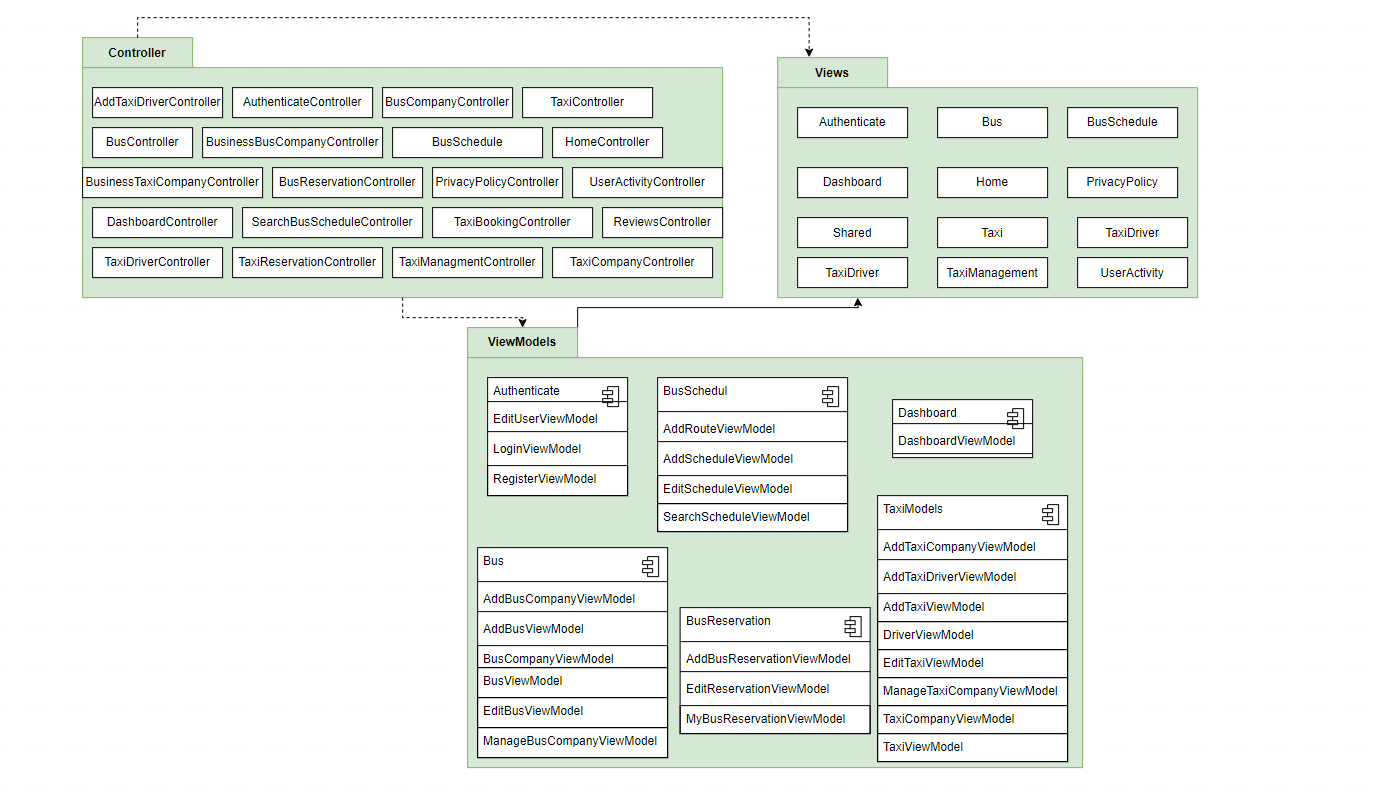 Controller
AddTaxiDriverController
AuthenticateController
BusCompanyController
TaxiController
BusController
BusinessBusCompanyController
BusSchedule
HomeController
BusinessTaxiCompanyController
BusReservationController
PrivacyPolicyController
UserActivityController
DashboardController
SearchBusScheduleController
TaxiBookingController
ReviewsController
TaxiDriverController
TaxiReservationController
TaxiManagmentController
TaxiCompanyController
Views
Authenticate
Bus
BusSchedule
Dashboard
Home
PrivacyPolicy
Shared
Taxi
TaxiDriver
TaxiDriver
TaxiManagement
UserActivity
ViewModels
Authenticate
EditUserViewModel
LoginViewModel
RegisterViewModel
BusSchedul
AddRouteViewModel
AddScheduleViewModel
EditScheduleViewModel
SearchScheduleViewModel
Dashboard
DashboardViewModel
Bus
AddBusCompanyViewModel
AddBusViewModel
BusCompanyViewModel
BusViewModel
EditBusViewModel
ManageBusCompanyViewModel
BusReservation
AddBusReservationViewModel
EditReservationViewModel
MyBusReservationViewModel
TaxiModels
AddTaxiCompanyViewModel
AddTaxiDriverViewModel
AddTaxiViewModel
DriverViewModel
EditTaxiViewModel
ManageTaxiCompanyViewModel
TaxiCompanyViewModel
TaxiViewModel